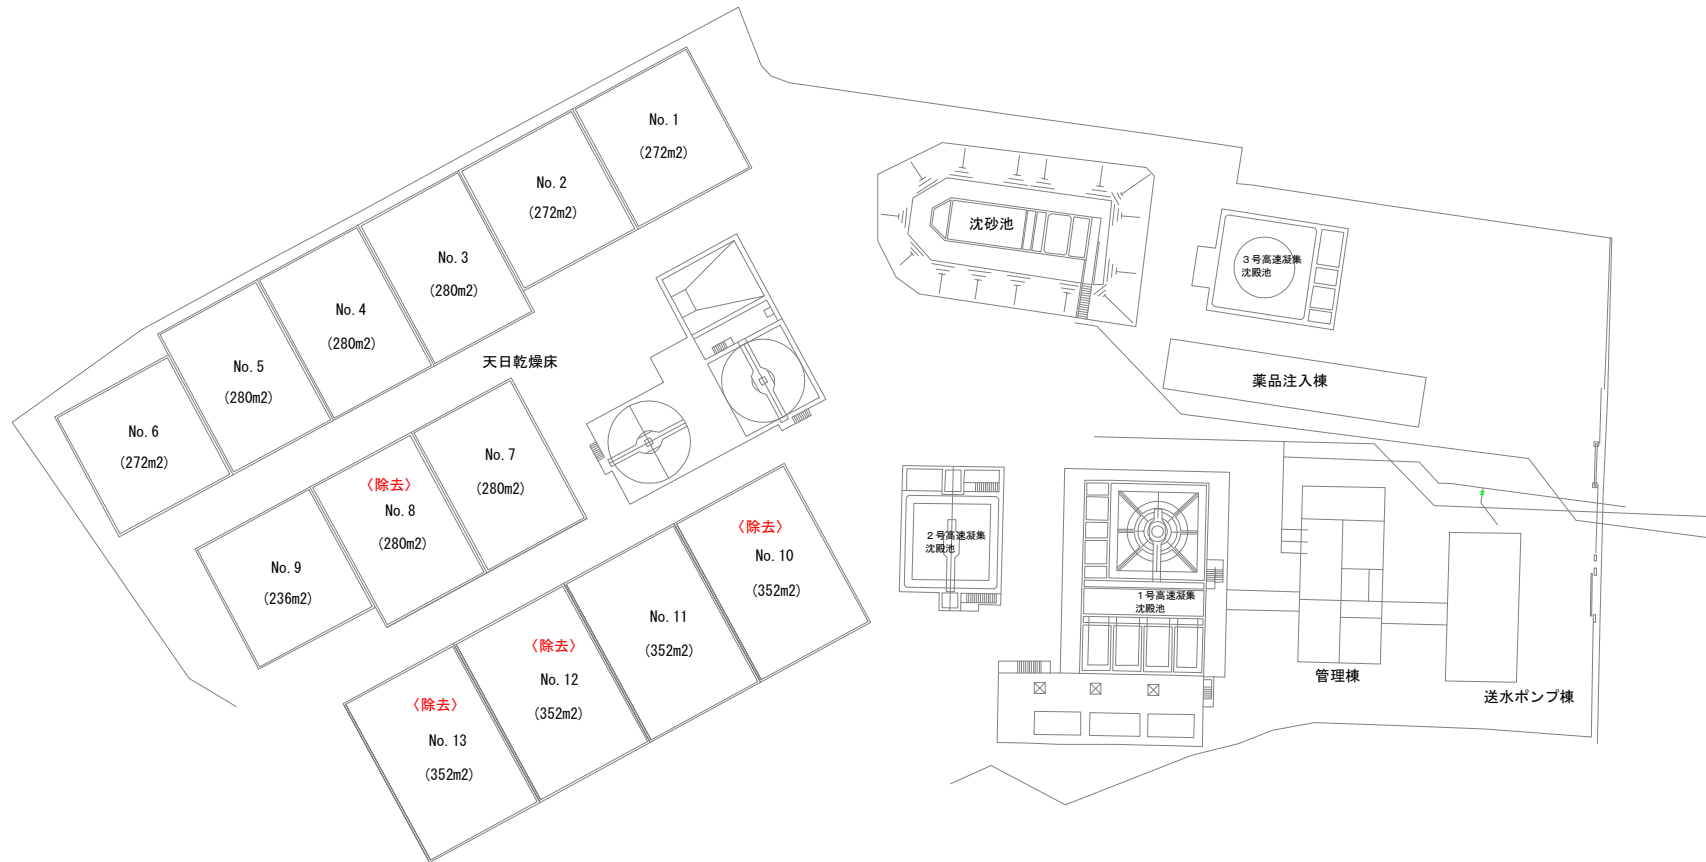 No. 1
(272m2)
No. 2
(272m2)
No. 3
(280m2)
No. 4
(280m2)
No. 5
(280m2)
No. 6
(272m2)
天日乾燥床
No. 7
(280m2)
〈除去〉
No. 8
(280m2)
No. 9
(236m2)
〈除去〉
No. 10
(352m2)
No. 11
(352m2)
〈除去〉
No. 12
(352m2)
〈除去〉
No. 13
(352m2)
沈砂池
3号高速凝集
沈殿池
薬品注入棟
2号高速凝集
沈殿池
1号高速凝集
沈殿池
管理棟
送水ポンプ棟